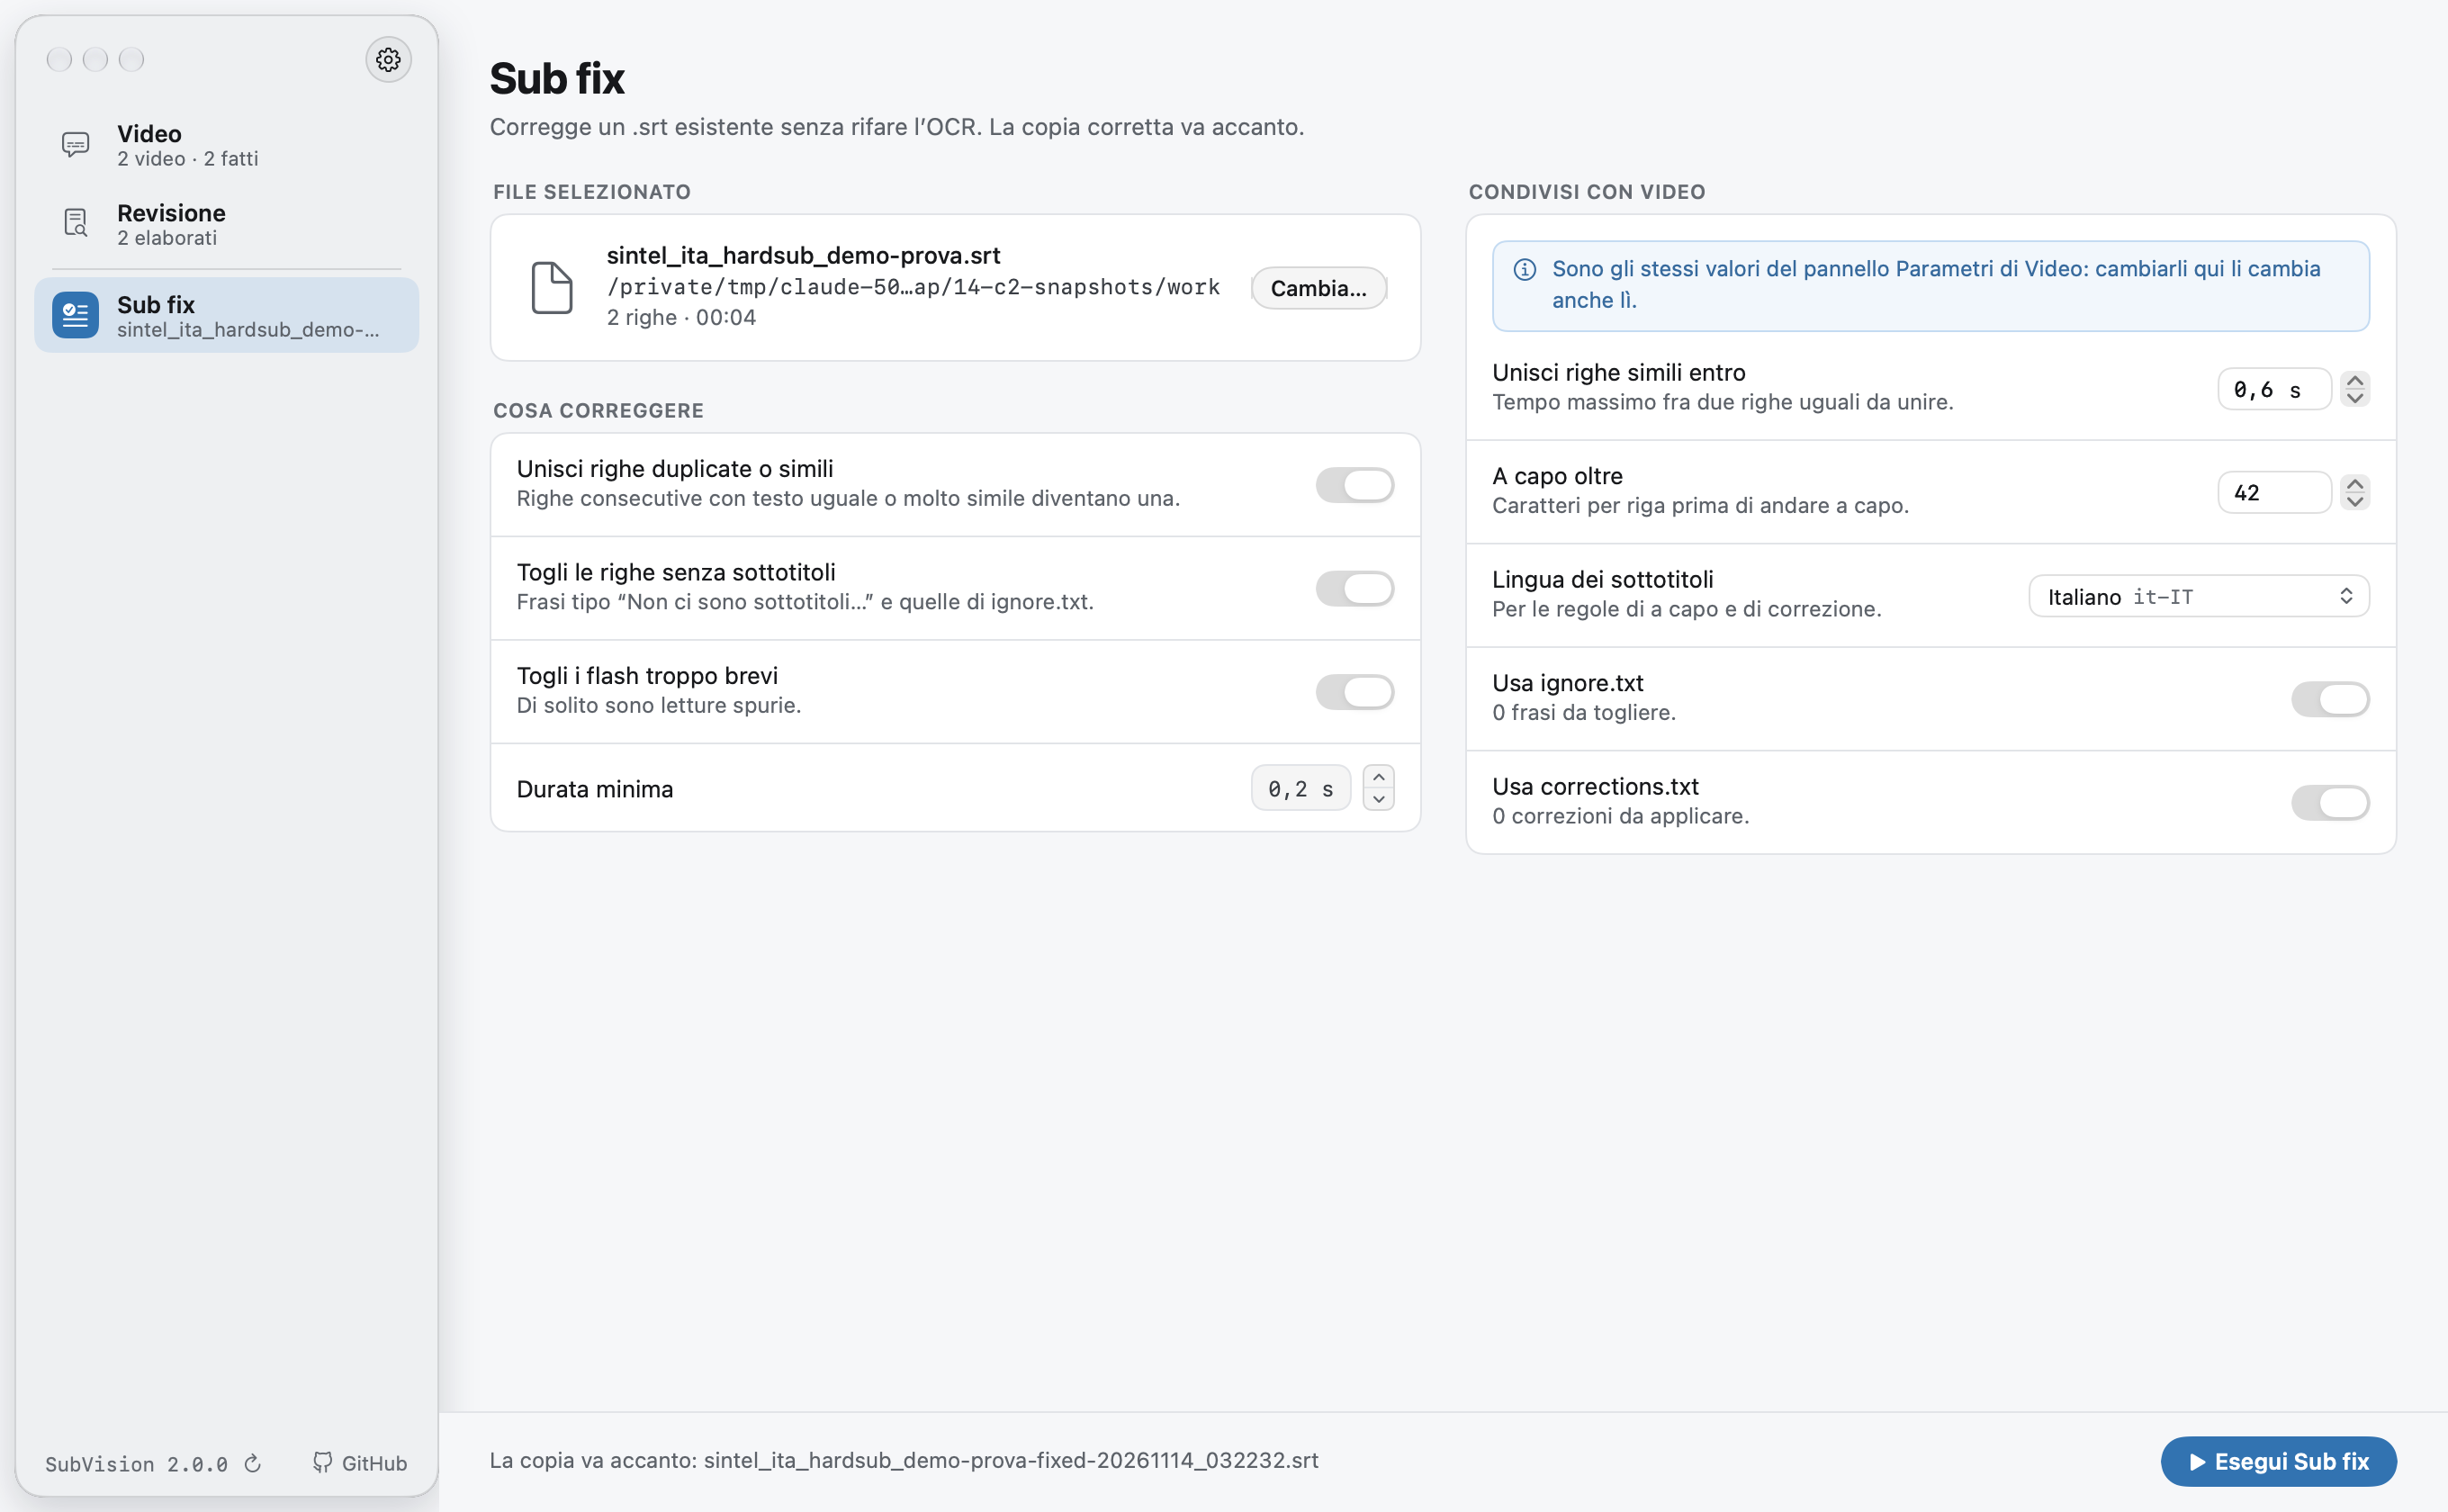 Video
2 video · 2 fatti
Revisione
2 elaborati
Sub fix
sintel_ita_hardsub_demo-...
SubVision 2.0.0
GitHub
Sub fix
Corregge un .srt esistente senza rifare l’OCR. La copia corretta va accanto.
FILE SELEZIONATO
sintel_ita_hardsub_demo-prova.srt
/private/tmp/claude-50…ap/14-c2-snapshots/work
2 righe · 00:04
Cambia...
COSA CORREGGERE
Unisci righe duplicate o simili
Righe consecutive con testo uguale o molto simile diventano una.
Togli le righe senza sottotitoli
Frasi tipo “Non ci sono sottotitoli...” e quelle di ignore.txt.
Togli i flash troppo brevi
Di solito sono letture spurie.
Durata minima
0,2 s
CONDIVISI CON VIDEO
Sono gli stessi valori del pannello Parametri di Video: cambiarli qui li cambia
anche lì.
Unisci righe simili entro
Tempo massimo fra due righe uguali da unire.
0,6 s
A capo oltre
Caratteri per riga prima di andare a capo.
42
Lingua dei sottotitoli
Per le regole di a capo e di correzione.
Italiano it-IT
Usa ignore.txt
0 frasi da togliere.
Usa corrections.txt
0 correzioni da applicare.
La copia va accanto: sintel_ita_hardsub_demo-prova-fixed-20261114_032232.srt
Esegui Sub fix